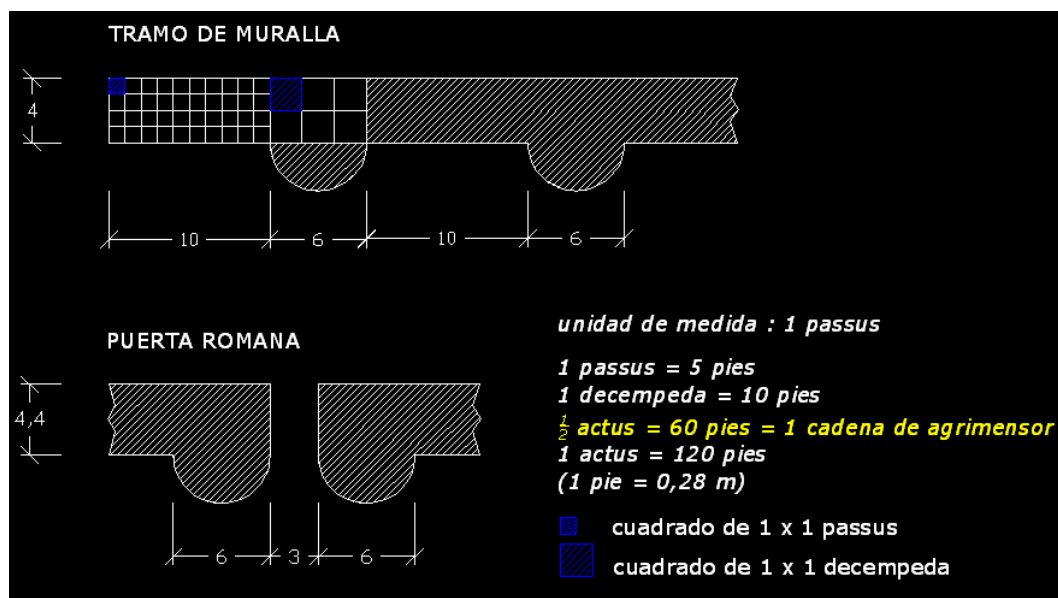 TRAMO DE MURALLA
4
10 6 10 6
PUERTA ROMANA
4,4
6 3 6
unidad de medida : 1 passus
1 passus = 5 pies
1 decempeda = 10 pies
½ actus = 60 pies = 1 cadena de agrimensor
1 actus = 120 pies
(1 pie = 0,28 m)
cuadrado de 1 x 1 passus
cuadrado de 1 x 1 decempeda